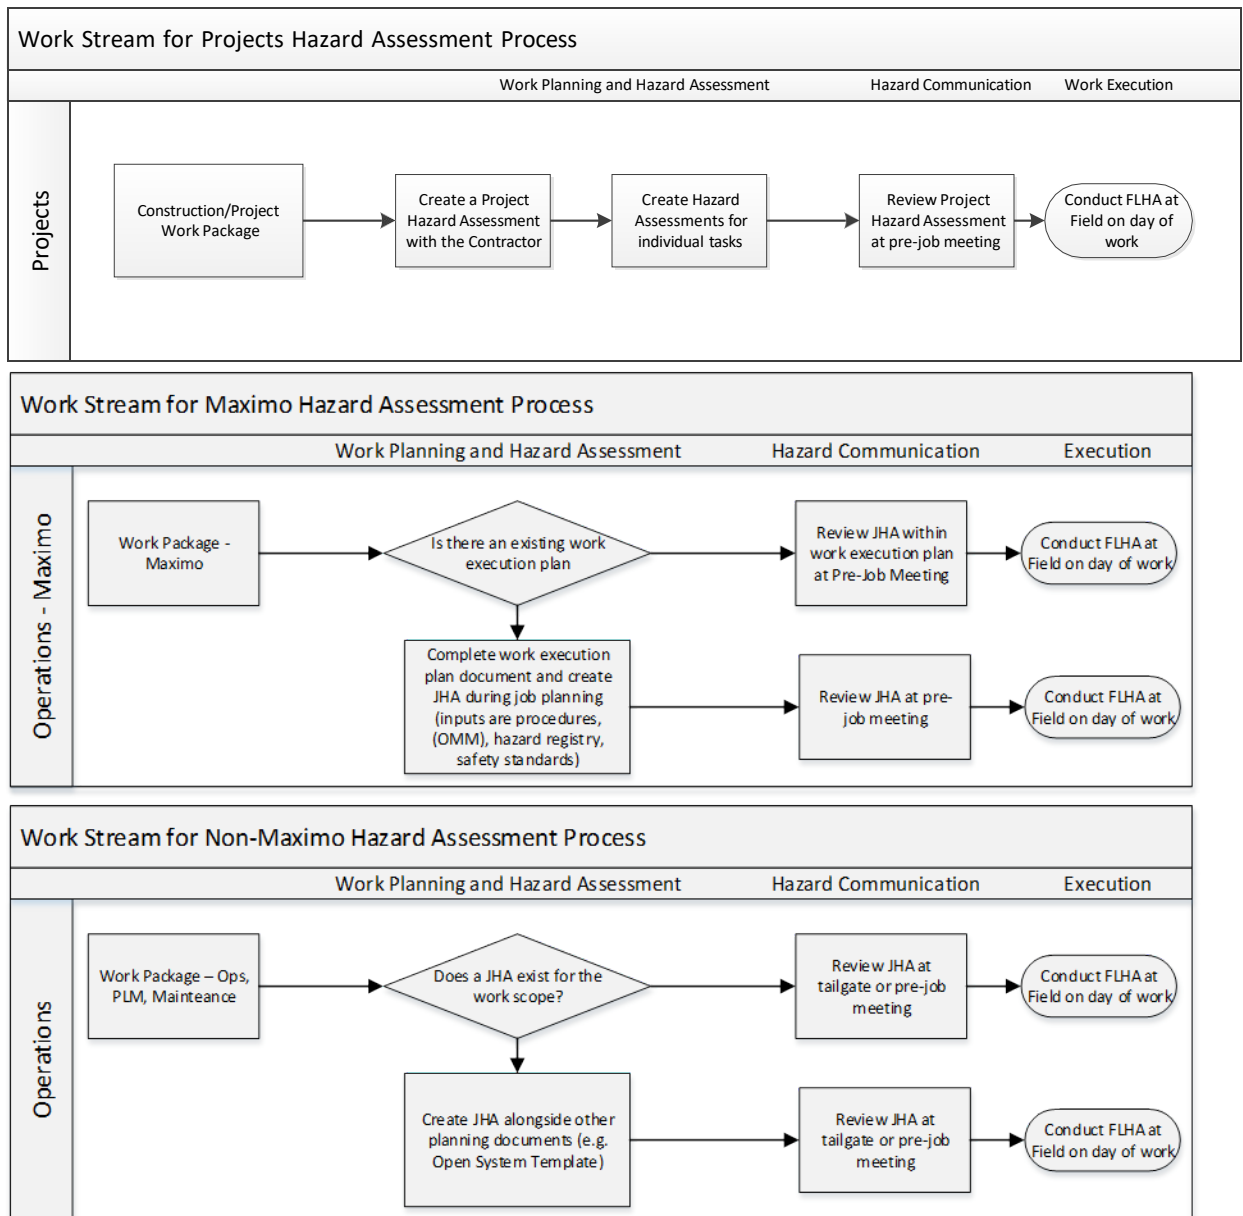 Work Stream for Projects Hazard Assessment Process
Work Planning and Hazard Assessment
Hazard Communication
Work Execution
Projects
Construction/Project
Work Package
Create a Project
Hazard Assessment
with the Contractor
Create Hazard
Assessments for
individual tasks
Review Project
Hazard Assessment
at pre-job meeting
Conduct FLHA at
Field on day of
work
Work Stream for Maximo Hazard Assessment Process
Work Planning and Hazard Assessment
Hazard Communication
Execution
Operations - Maximo
Work Package -
Maximo
Is there an existing work
execution plan
Review JHA within
work execution plan
at Pre-Job Meeting
Conduct FLHA at
Field on day of work
Complete work execution
plan document and create
JHA during job planning
(inputs are procedures,
(OMM), hazard registry,
safety standards)
Review JHA at pre-
job meeting
Conduct FLHA at
Field on day of work
Work Stream for Non-Maximo Hazard Assessment Process
Work Planning and Hazard Assessment
Hazard Communication
Execution
Operations
Work Package – Ops,
PLM, Mainteance
Does a JHA exist for the
work scope?
Review JHA at
tailgate or pre-job
meeting
Conduct FLHA at
Field on day of work
Create JHA alongside other
planning documents (e.g.
Open System Template)
Review JHA at
tailgate or pre-job
meeting
Conduct FLHA at
Field on day of work